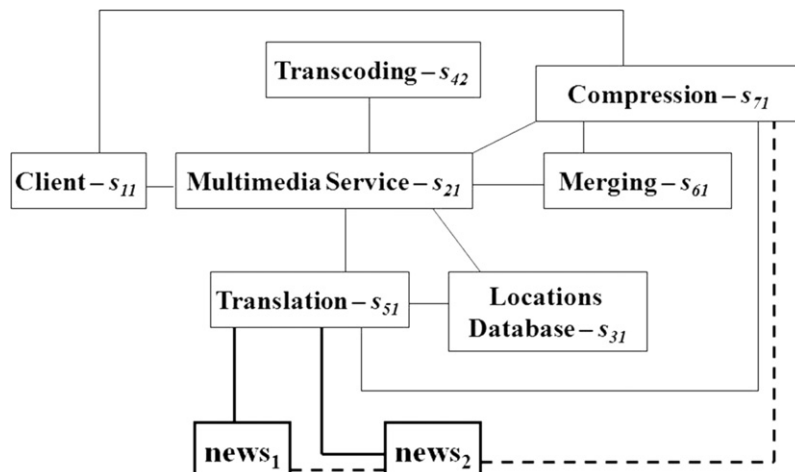 Transcoding – s42
Compression – s71
Client – s11
Multimedia Service – s21
Merging – s61
Translation – s51
Locations
Database – s31
news1
news2